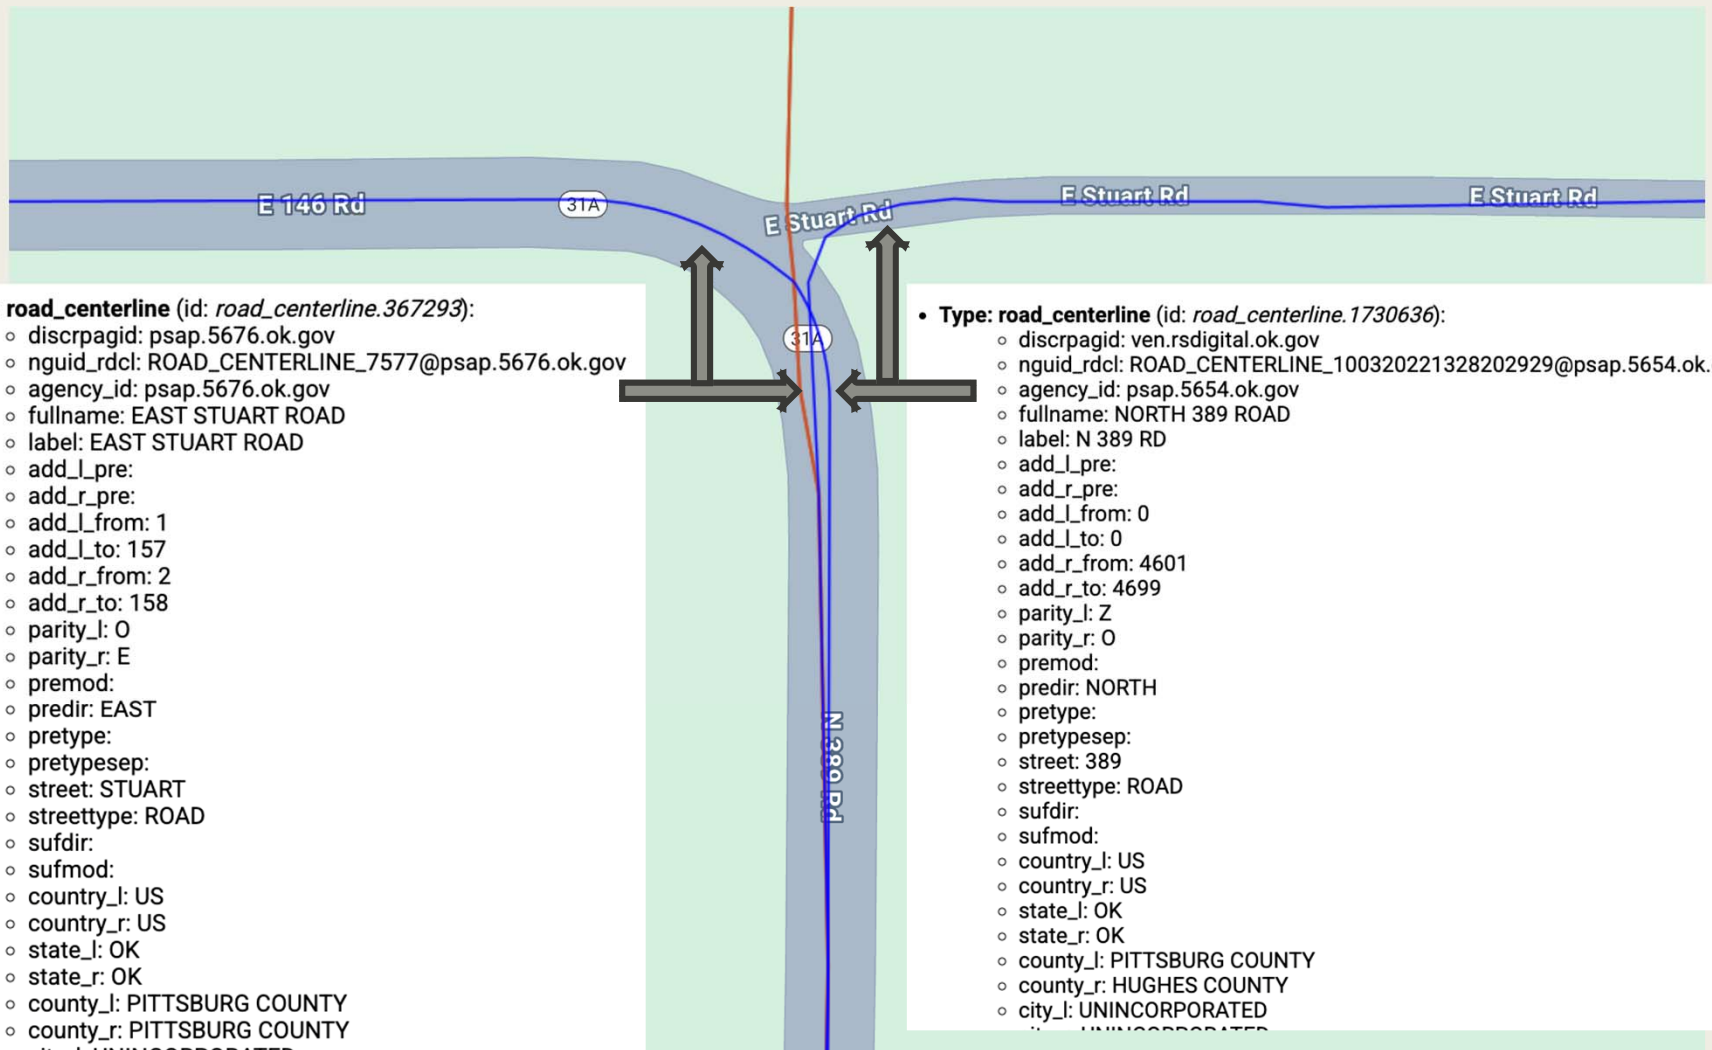 E 146 Rd
31A
E Stuart Rd
E Stuart Rd
E Stuart Rd
31A
N 389 Rd
road_centerline (id: road_centerline.367293):
discrpagid: psap.5676.ok.gov
nguid_rdcl: ROAD_CENTERLINE_7577@psap.5676.ok.gov
agency_id: psap.5676.ok.gov
fullname: EAST STUART ROAD
label: EAST STUART ROAD
add_l_pre:
add_r_pre:
add_l_from: 1
add_l_to: 157
add_r_from: 2
add_r_to: 158
parity_l: O
parity_r: E
premod:
predir: EAST
pretype:
pretypesep:
street: STUART
streettype: ROAD
sufdir:
sufmod:
country_l: US
country_r: US
state_l: OK
state_r: OK
county_l: PITTSBURG COUNTY
county_r: PITTSBURG COUNTY
Type: road_centerline (id: road_centerline.1730636):
discrpagid: ven.rsdigital.ok.gov
nguid_rdcl: ROAD_CENTERLINE_100320221328202929@psap.5654.ok.
agency_id: psap.5654.ok.gov
fullname: NORTH 389 ROAD
label: N 389 RD
add_l_pre:
add_r_pre:
add_l_from: 0
add_l_to: 0
add_r_from: 4601
add_r_to: 4699
parity_l: Z
parity_r: O
premod:
predir: NORTH
pretype:
pretypesep:
street: 389
streettype: ROAD
sufdir:
sufmod:
country_l: US
country_r: US
state_l: OK
state_r: OK
county_l: PITTSBURG COUNTY
county_r: HUGHES COUNTY
city_l: UNINCORPORATED